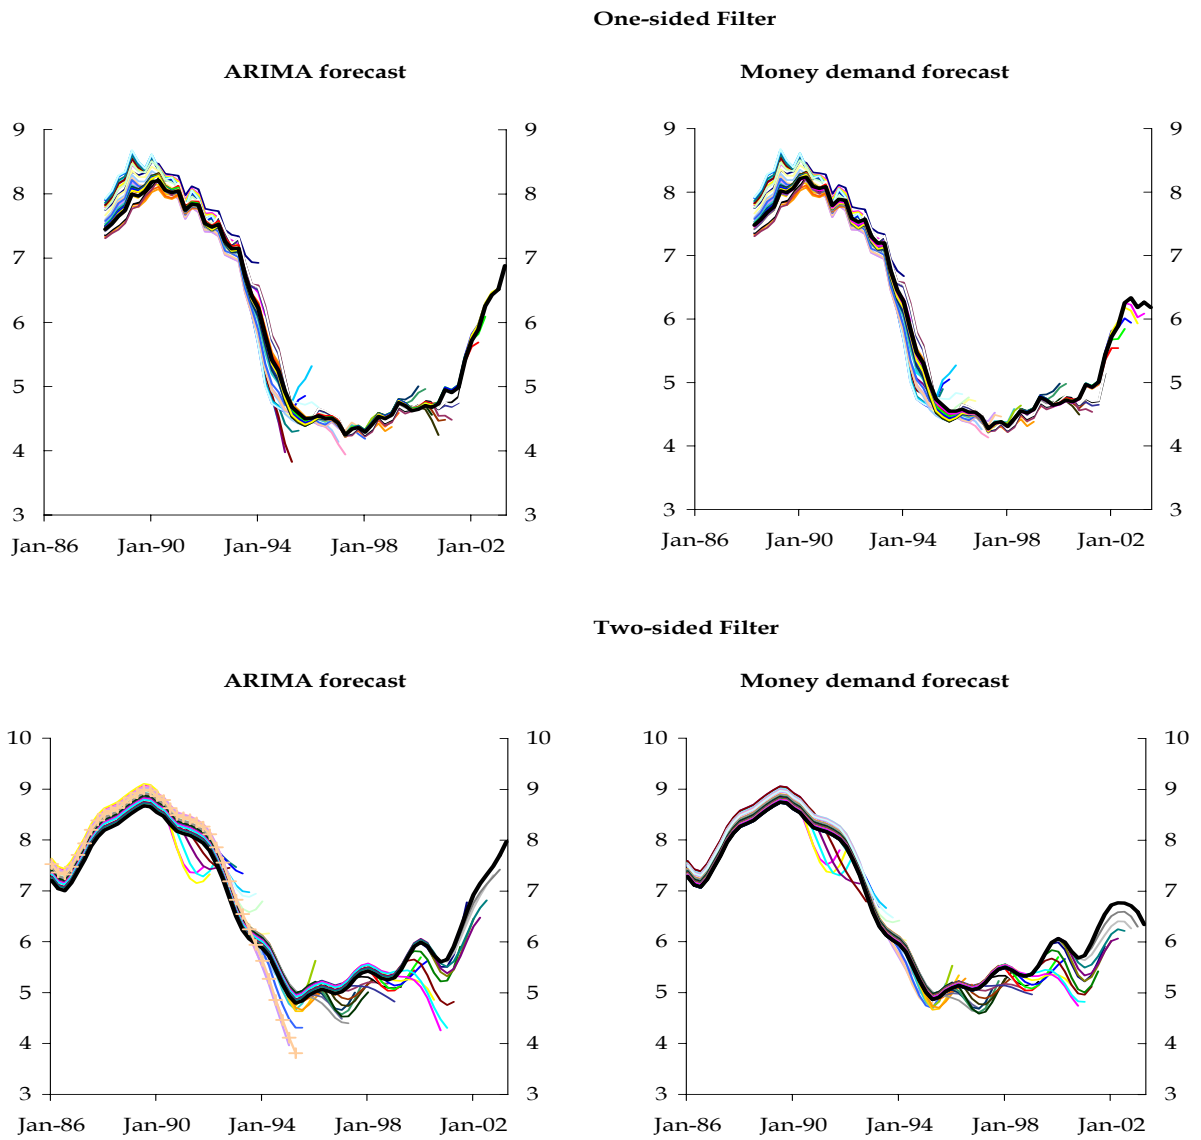 One-sided Filter
ARIMA forecast Money demand forecast
9 9 9 9
8 8 8 8
7 7 7 7
6 6 6 6
5 5 5 5
4 4 4 4
3 3 3 3
Jan-86 Jan-90 Jan-94 Jan-98 Jan-02 Jan-86 Jan-90 Jan-94 Jan-98 Jan-02
Two-sided Filter
ARIMA forecast Money demand forecast
10 10 10 10
9 9 9 9
8 8 8 8
7 7 7 7
6 6 6 6
5 5 5 5
4 4 4 4
3 3 3 3
Jan-86 Jan-90 Jan-94 Jan-98 Jan-02 Jan-86 Jan-90 Jan-94 Jan-98 Jan-02